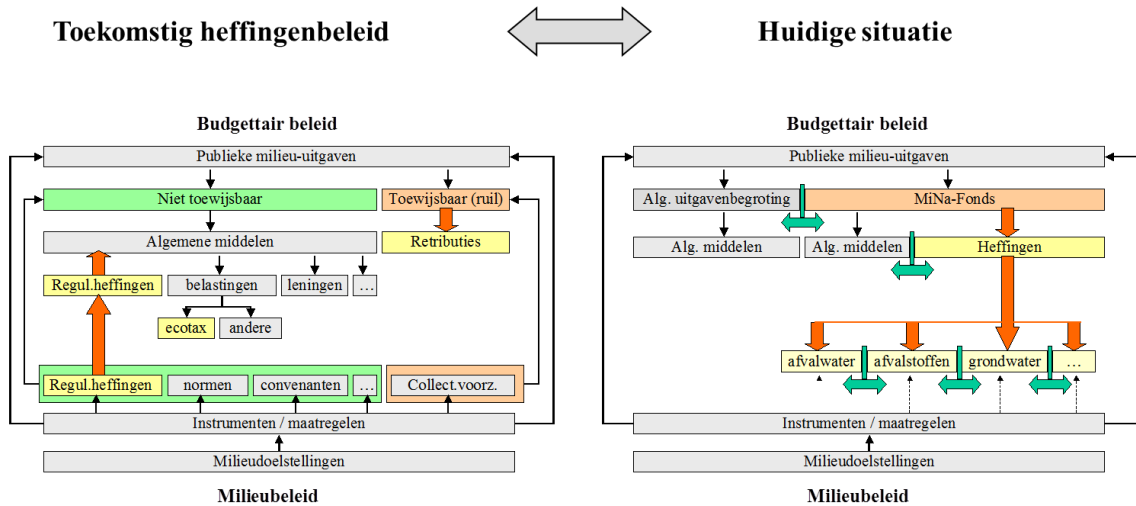 Toekomstig heffingenbeleid
Huidige situatie
Budgettair beleid
Publieke milieu-uitgaven
Niet toewijsbaar
Toewijsbaar (ruil)
Algemene middelen
Retributies
Regul.heffingen
belastingen
leningen
...
ecotax
andere
Regul.heffingen
normen
convenanten
...
Collect.voorz.
Instrumenten / maatregelen
Milieudoelstellingen
Milieubeleid
Budgettair beleid
Publieke milieu-uitgaven
Alg. uitgavenbegroting
MiNa-Fonds
Alg. middelen
Alg. middelen
Heffingen
afvalwater
afvalstoffen
grondwater
...
Instrumenten / maatregelen
Milieudoelstellingen
Milieubeleid